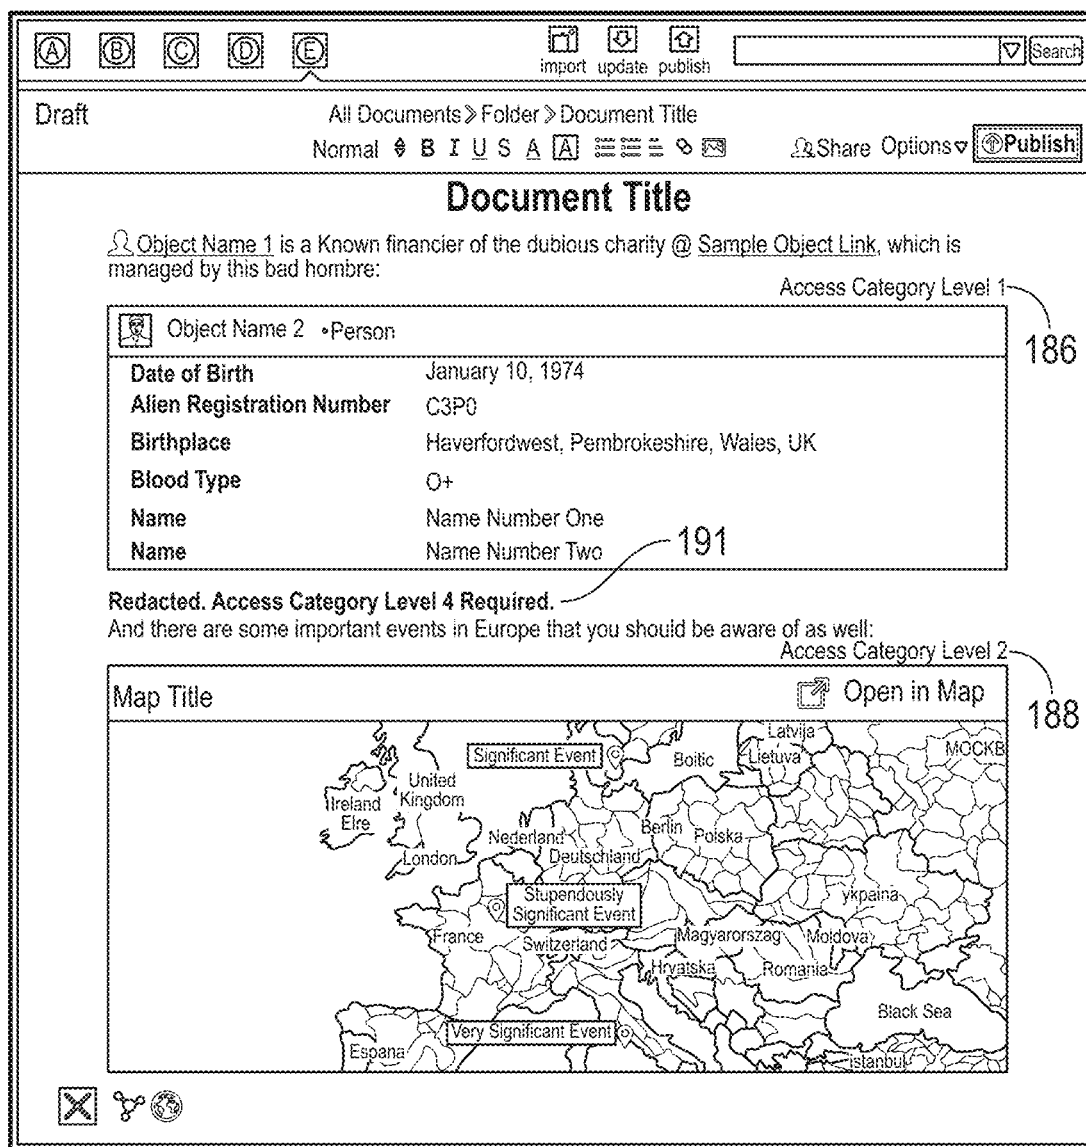 A B C D E
import update publish Search
Draft
All Documents > Folder > Document Title
Normal B I U S A A Share Options Publish
Document Title
Object Name 1 is a Known financier of the dubious charity @ Sample Object Link, which is
managed by this bad hombre:
Access Category Level 1
186
Object Name 2 •Person
Date of Birth January 10, 1974
Alien Registration Number C3P0
Birthplace Haverfordwest, Pembrokeshire, Wales, UK
Blood Type O+
Name Name Number One
Name Name Number Two
191
Redacted. Access Category Level 4 Required.
And there are some important events in Europe that you should be aware of as well:
Access Category Level 2
188
Map Title Open in Map
Latvija
Significant Event Boitic Lietuva МОСКВ
United
Kingdom
Ireland
Eire
Nederland Berlin Polska
London Deutschland
Stupendously
Significant Event
україна
France Switzerland Magyarorszag Moldova
Hrvatska Romania
Black Sea
Very Significant Event
Espana istanbul